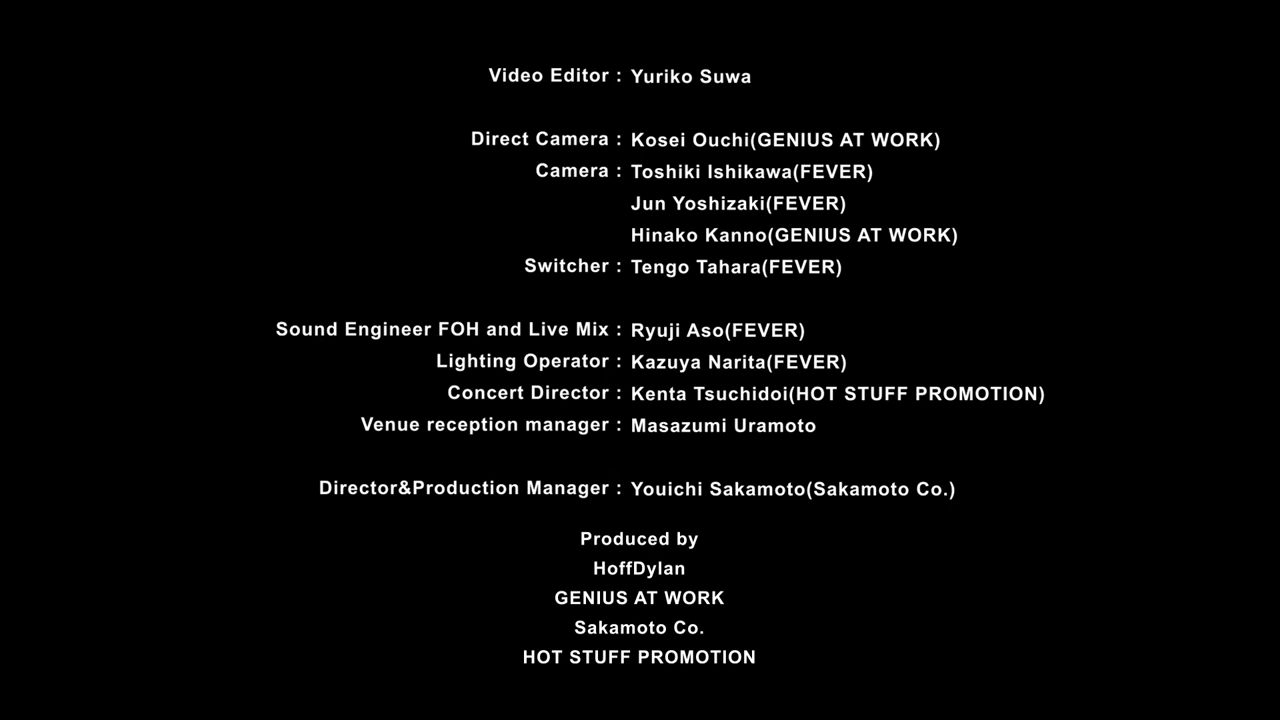 Video Editor : Yuriko Suwa
Direct Camera : Kosei Ouchi(GENIUS AT WORK)
Camera : Toshiki Ishikawa(FEVER)
Jun Yoshizaki(FEVER)
Hinako Kanno(GENIUS AT WORK)
Switcher : Tengo Tahara(FEVER)
Sound Engineer FOH and Live Mix : Ryuji Aso(FEVER)
Lighting Operator : Kazuya Narita(FEVER)
Concert Director : Kenta Tsuchidoi(HOT STUFF PROMOTION)
Venue reception manager : Masazumi Uramoto
Director&Production Manager : Youichi Sakamoto(Sakamoto Co.)
Produced by
HoffDylan
GENIUS AT WORK
Sakamoto Co.
HOT STUFF PROMOTION